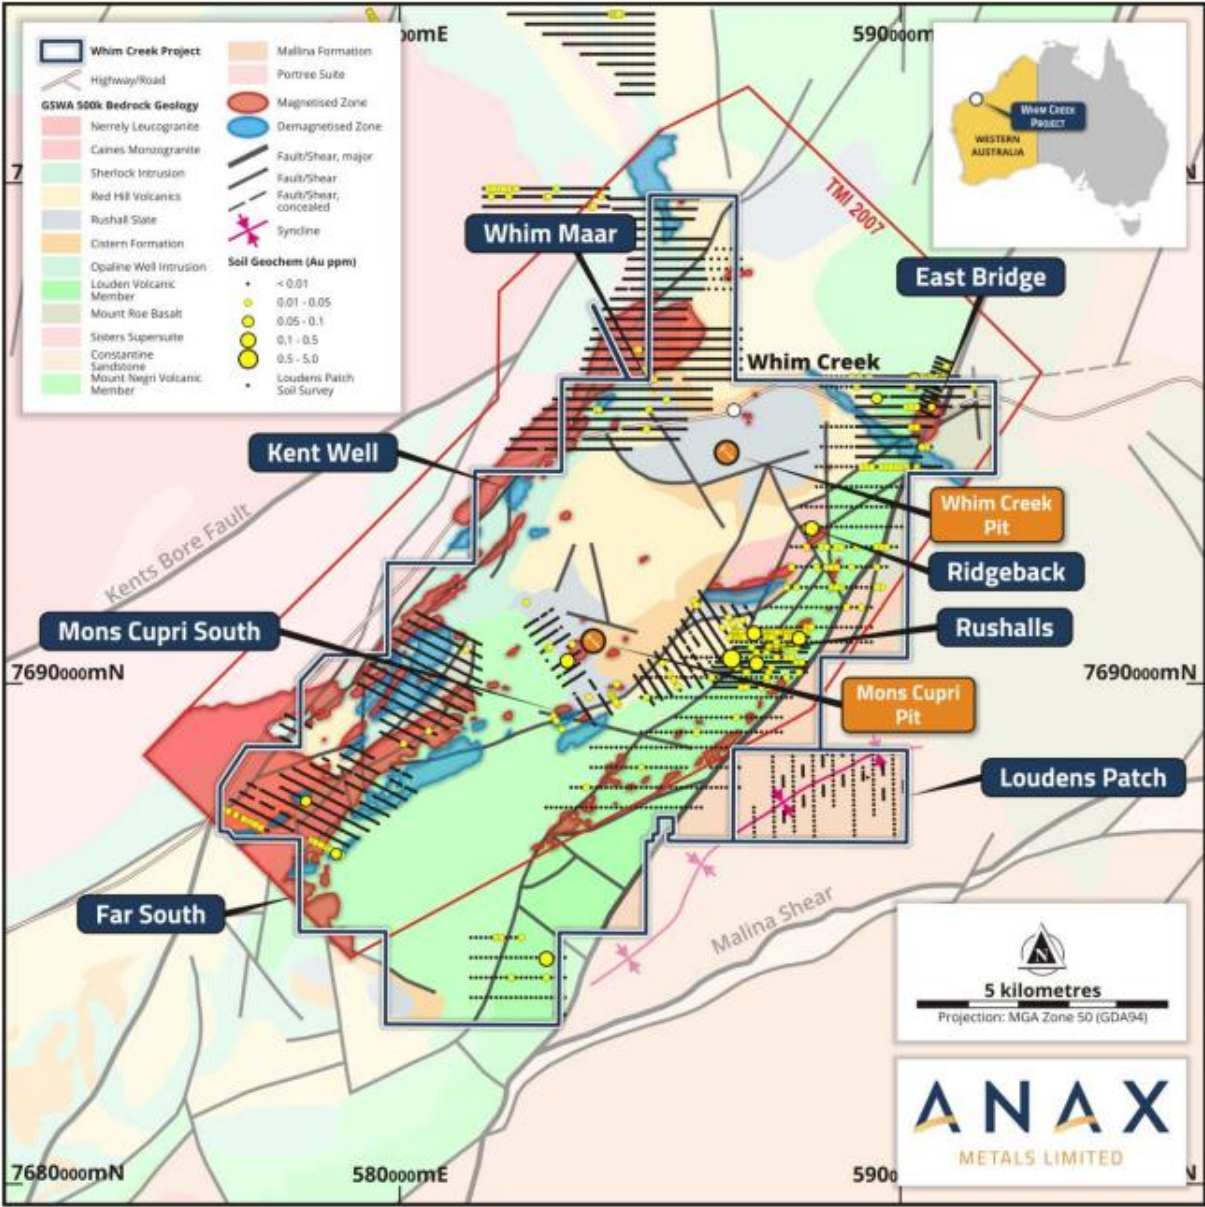 000mE
590000m
Whim Creek Project
Highway/Road
GSWA 500k Bedrock Geology
Nerrely Leucogranite
Caines Monzogranite
Sherlock Intrusion
Red Hill Volcanics
Rushall Slate
Cistern Formation
Opaline Well Intrusion
Louden Volcanic
Member
Mount Roe Basalt
Sisters Supersuite
Constantine
Sandstone
Mount Negri Volcanic
Member
Mallina Formation
Portree Suite
Magnetised Zone
Demagnetised Zone
Fault/Shear, major
Fault/Shear
Fault/Shear,
concealed
Syncline
Soil Geochem (Au ppm)
< 0.01
0.01 - 0.05
0.05 - 0.1
0.1 - 0.5
0.5 - 5.0
Loudens Patch
Soil Survey
WHIM CREEK
PROJECT
WESTERN
AUSTRALIA
7
N
TMI 2007
Whim Maar
East Bridge
Whim Creek
Kent Well
Whim Creek
Pit
Kents Bore Fault
Ridgeback
Mons Cupri South
Rushalls
7690000mN
7690000mN
Mons Cupri
Pit
Loudens Patch
Far South
Malina Shear
N
5 kilometres
Projection: MGA Zone 50 (GDA94)
ANAX
METALS LIMITED
7680000mN
580000mE
590
N